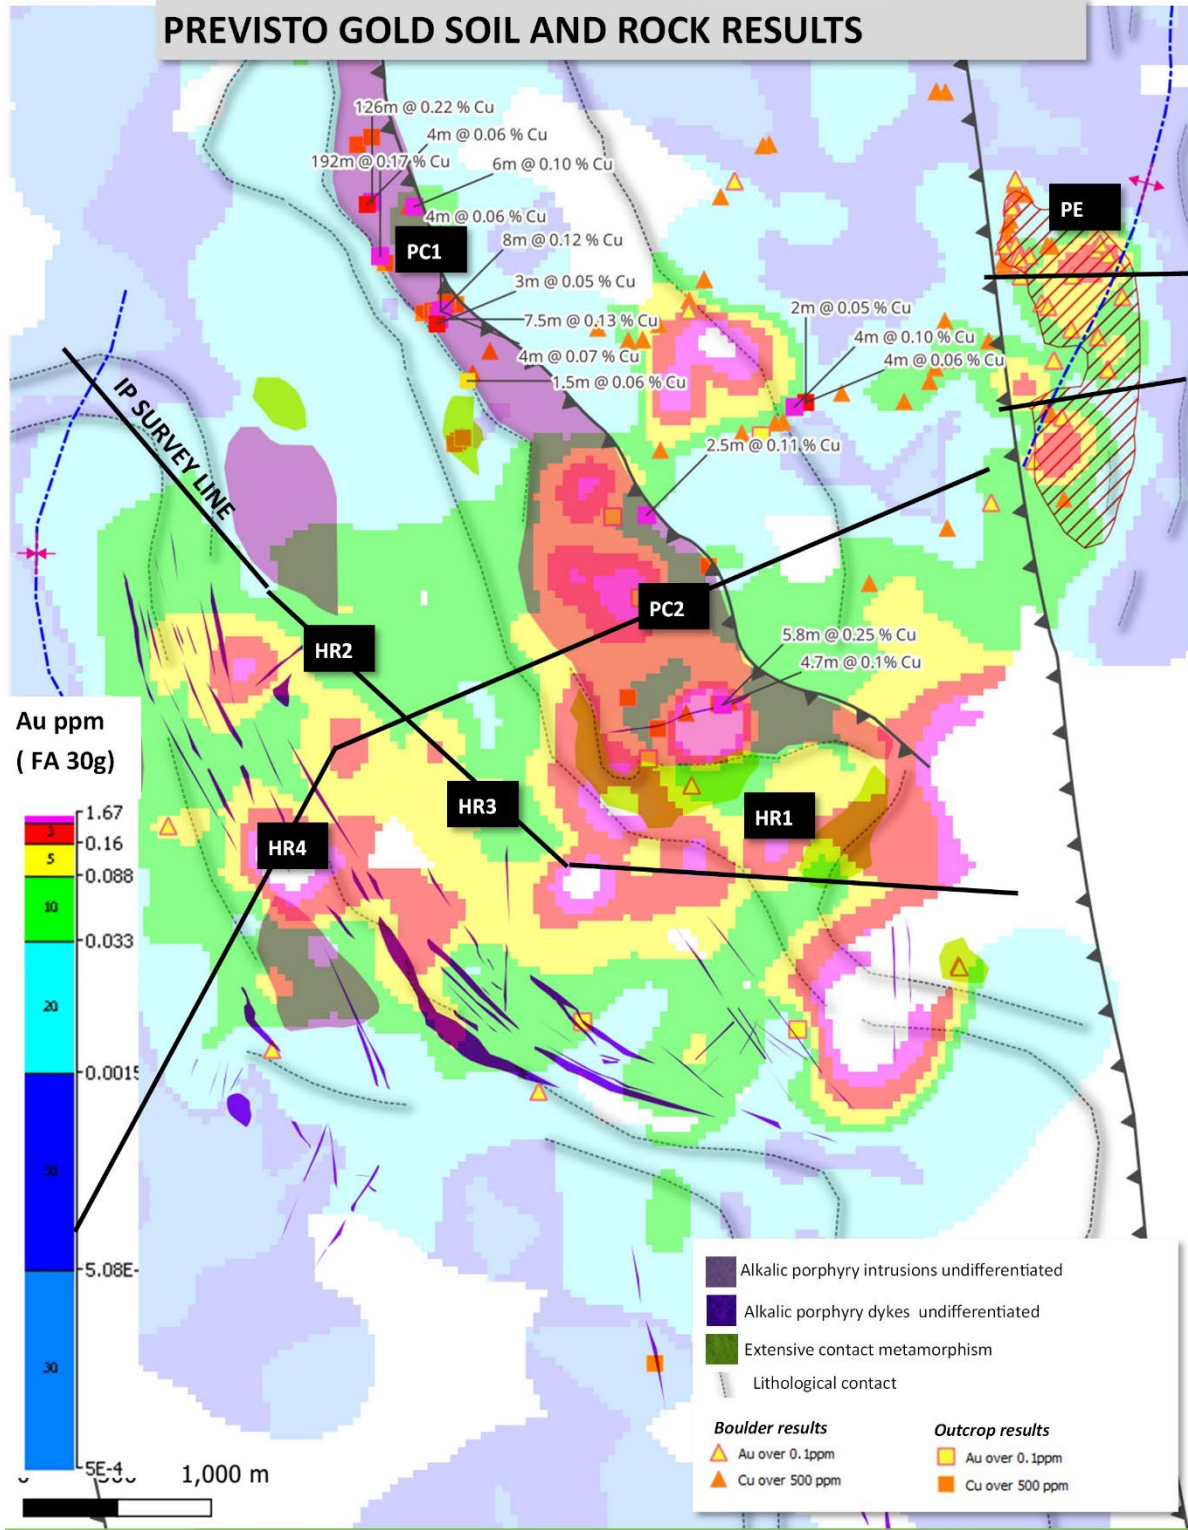 PREVISTO GOLD SOIL AND ROCK RESULTS
126m @ 0.22 % Cu
4m @ 0.06 % Cu
192m @ 0.17 % Cu
6m @ 0.10 % Cu
PE
4m @ 0.06 % Cu
8m @ 0.12 % Cu
PC1
3m @ 0.05 % Cu
2m @ 0.05 % Cu
7.5m @ 0.13 % Cu
4m @ 0.10 % Cu
4m @ 0.07 % Cu
4m @ 0.06 % Cu
1.5m @ 0.06 % Cu
IP SURVEY LINE
2.5m @ 0.11 % Cu
PC2
5.8m @ 0.25 % Cu
HR2
4.7m @ 0.1% Cu
Au ppm
( FA 30g)
HR3
HR1
HR4
1.67
3
0.16
5
0.088
10
0.033
20
0.0015
30
5.08E-
30
5E-4
1,000 m
Alkalic porphyry intrusions undifferentiated
Alkalic porphyry dykes undifferentiated
Extensive contact metamorphism
Lithological contact
Boulder results
Outcrop results
Au over 0.1ppm
Au over 0.1ppm
Cu over 500 ppm
Cu over 500 ppm